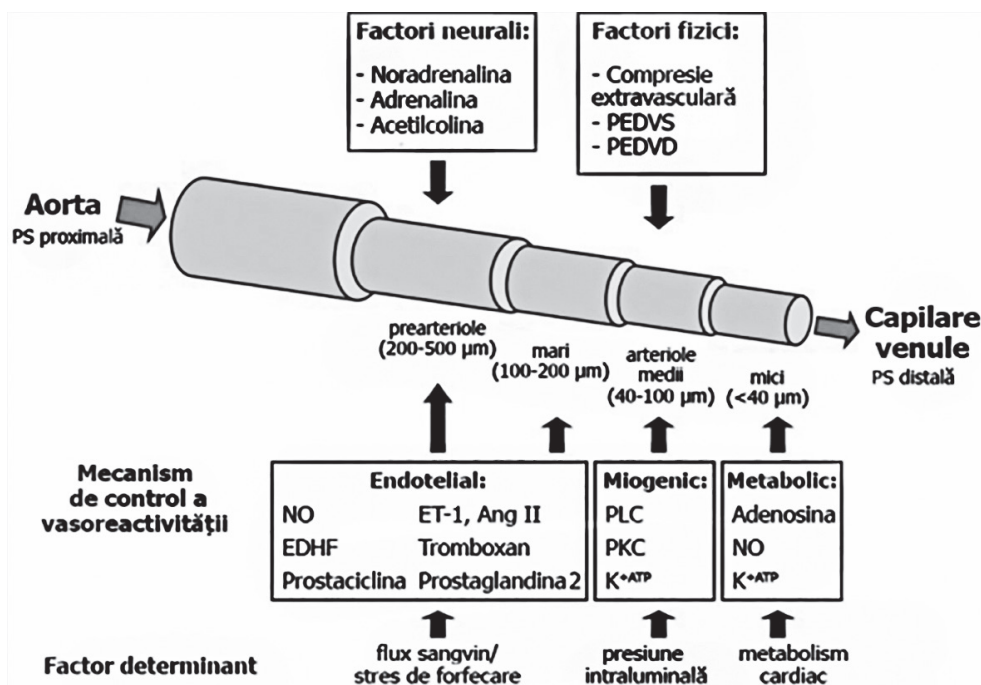 Factori neurali:
- Noradrenalina
- Adrenalina
- Acetilcolina
Factori fizici:
- Compresie
extravasculară
- PEDVS
- PEDVD
Aorta
PS proximală
prearteriole
(200-500 µm)
mari
(100-200 µm)
arteriole
medii
(40-100 µm)
mici
(<40 µm)
Capilare
venule
PS distală
Mecanism
de control a
vasoreactivității
Endotelial:
NO ET-1, Ang II
EDHF Tromboxan
Prostaciclina Prostaglandina 2
Miogenic:
PLC
PKC
K+ATP
Metabolic:
Adenosina
NO
K+ATP
Factor determinant
flux sangvin/
stres de forfecare
presiune
intraluminală
metabolism
cardiac